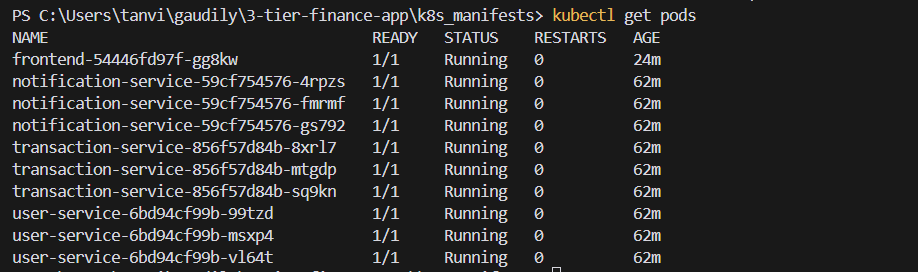 PS C:\Users\tanvi\gaudily\3-tier-finance-app\k8s_manifests> kubectl get pods
NAME READY STATUS RESTARTS AGE
frontend-54446fd97f-gg8kw 1/1 Running 0 24m
notification-service-59cf754576-4rpzs 1/1 Running 0 62m
notification-service-59cf754576-fmrmf 1/1 Running 0 62m
notification-service-59cf754576-gs792 1/1 Running 0 62m
transaction-service-856f57d84b-8xrl7 1/1 Running 0 62m
transaction-service-856f57d84b-mtgdp 1/1 Running 0 62m
transaction-service-856f57d84b-sq9kn 1/1 Running 0 62m
user-service-6bd94cf99b-99tzd 1/1 Running 0 62m
user-service-6bd94cf99b-msxp4 1/1 Running 0 62m
user-service-6bd94cf99b-vl64t 1/1 Running 0 62m